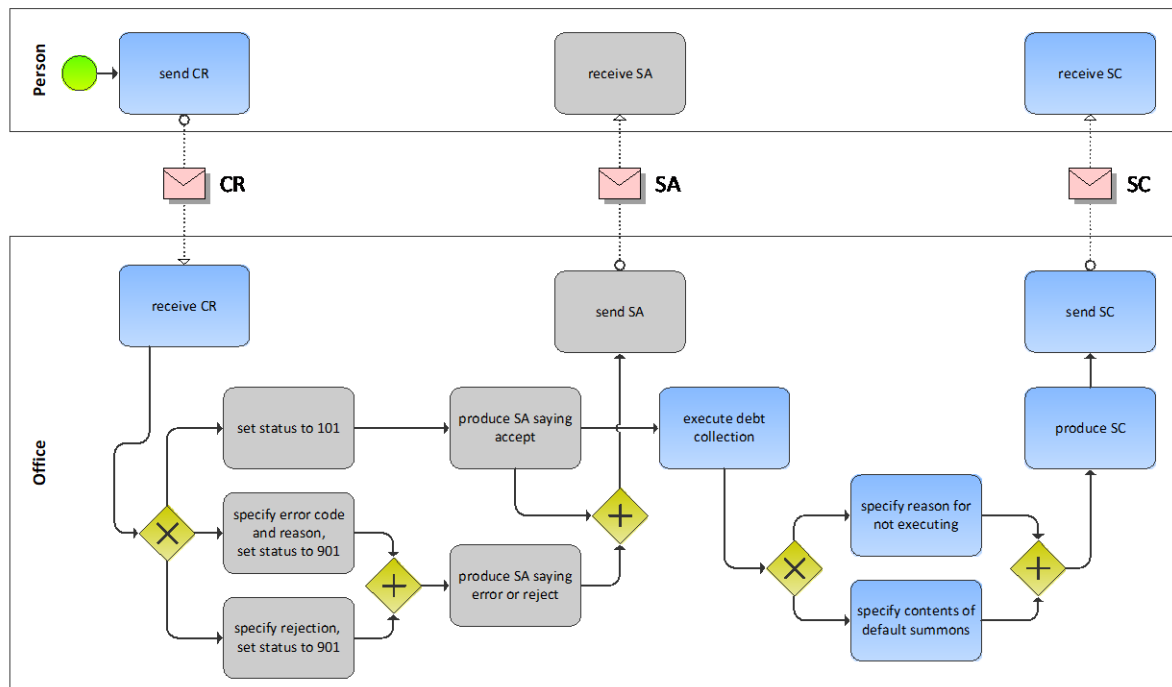 Person
send CR
receive SA
receive SC
CR
SA
SC
Office
receive CR
send SA
send SC
set status to 101
produce SA saying
accept
execute debt
collection
produce SC
specify error code
and reason,
set status to 901
specify reason for
not executing
produce SA saying
error or reject
specify rejection,
set status to 901
specify contents of
default summons